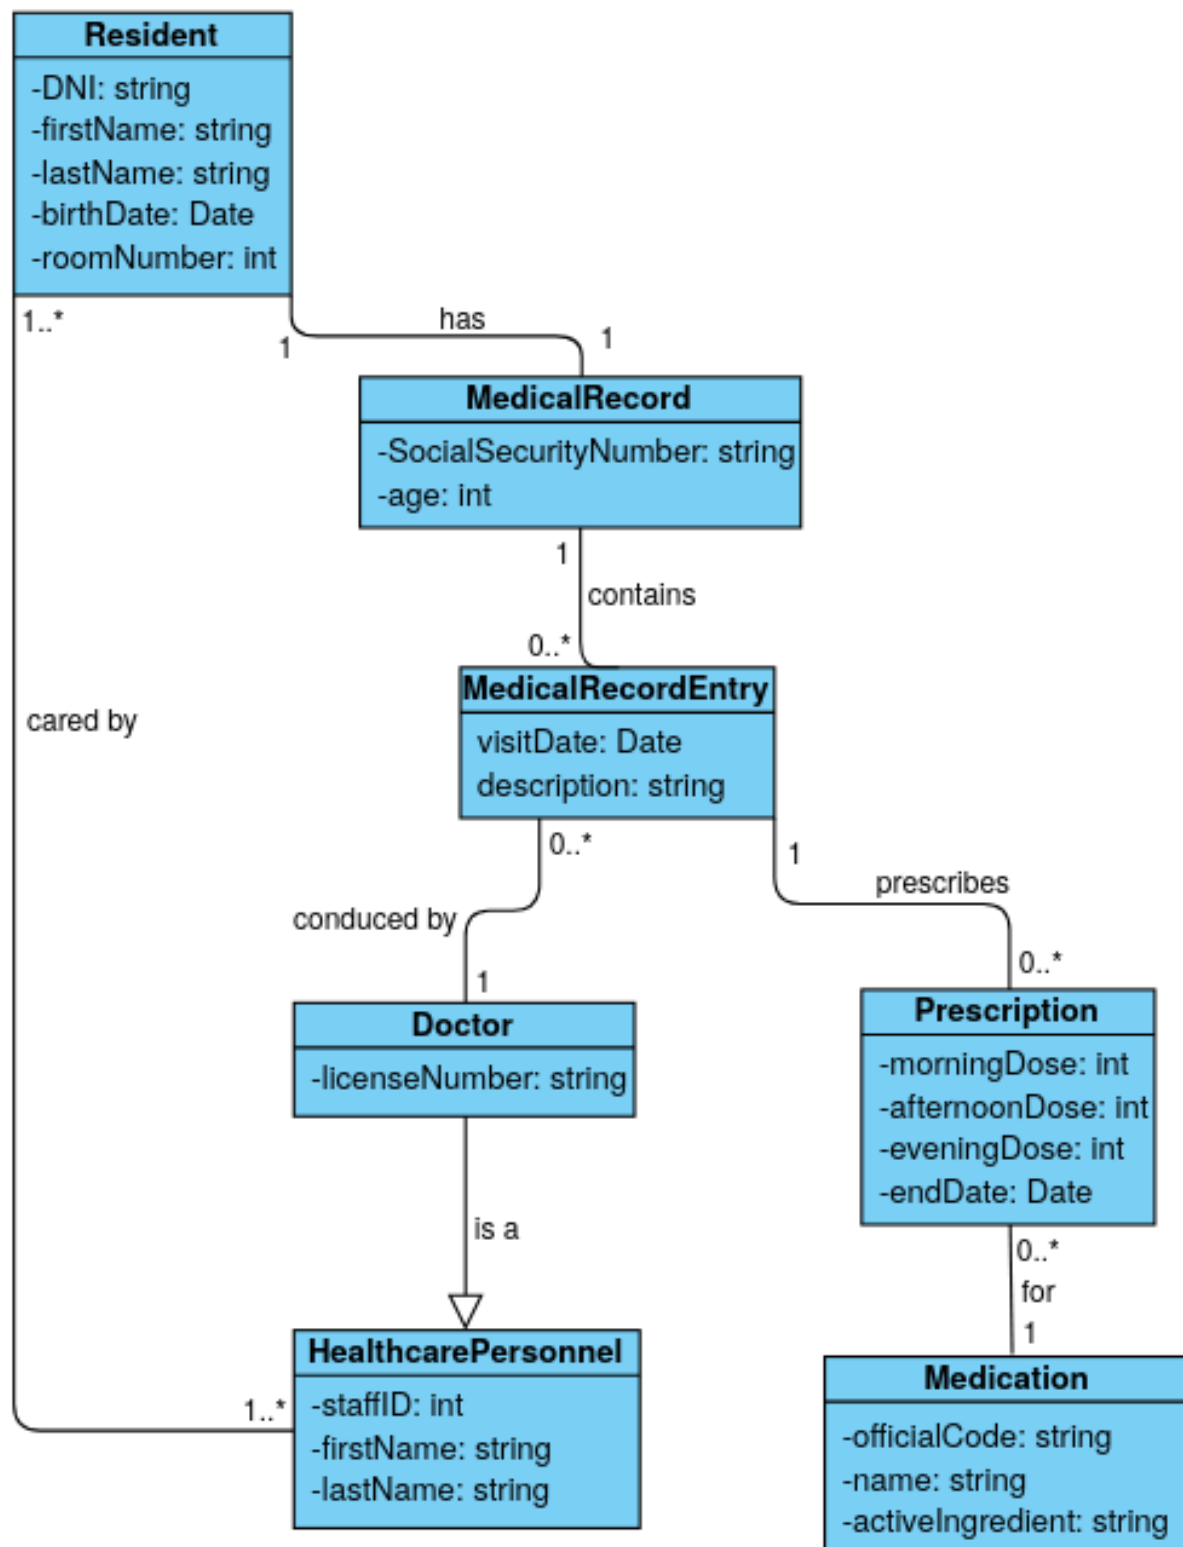 Resident
-DNI: string
-firstName: string
-lastName: string
-birthDate: Date
-roomNumber: int
1..*
1
has
1
MedicalRecord
-SocialSecurityNumber: string
-age: int
1
contains
0..*
MedicalRecordEntry
visitDate: Date
description: string
cared by
0..*
1
prescribes
conduced by
0..*
1
Doctor
-licenseNumber: string
Prescription
-morningDose: int
-afternoonDose: int
-eveningDose: int
-endDate: Date
is a
0..*
for
1
HealthcarePersonnel
-staffID: int
-firstName: string
-lastName: string
1..*
Medication
-officialCode: string
-name: string
-activeIngredient: string